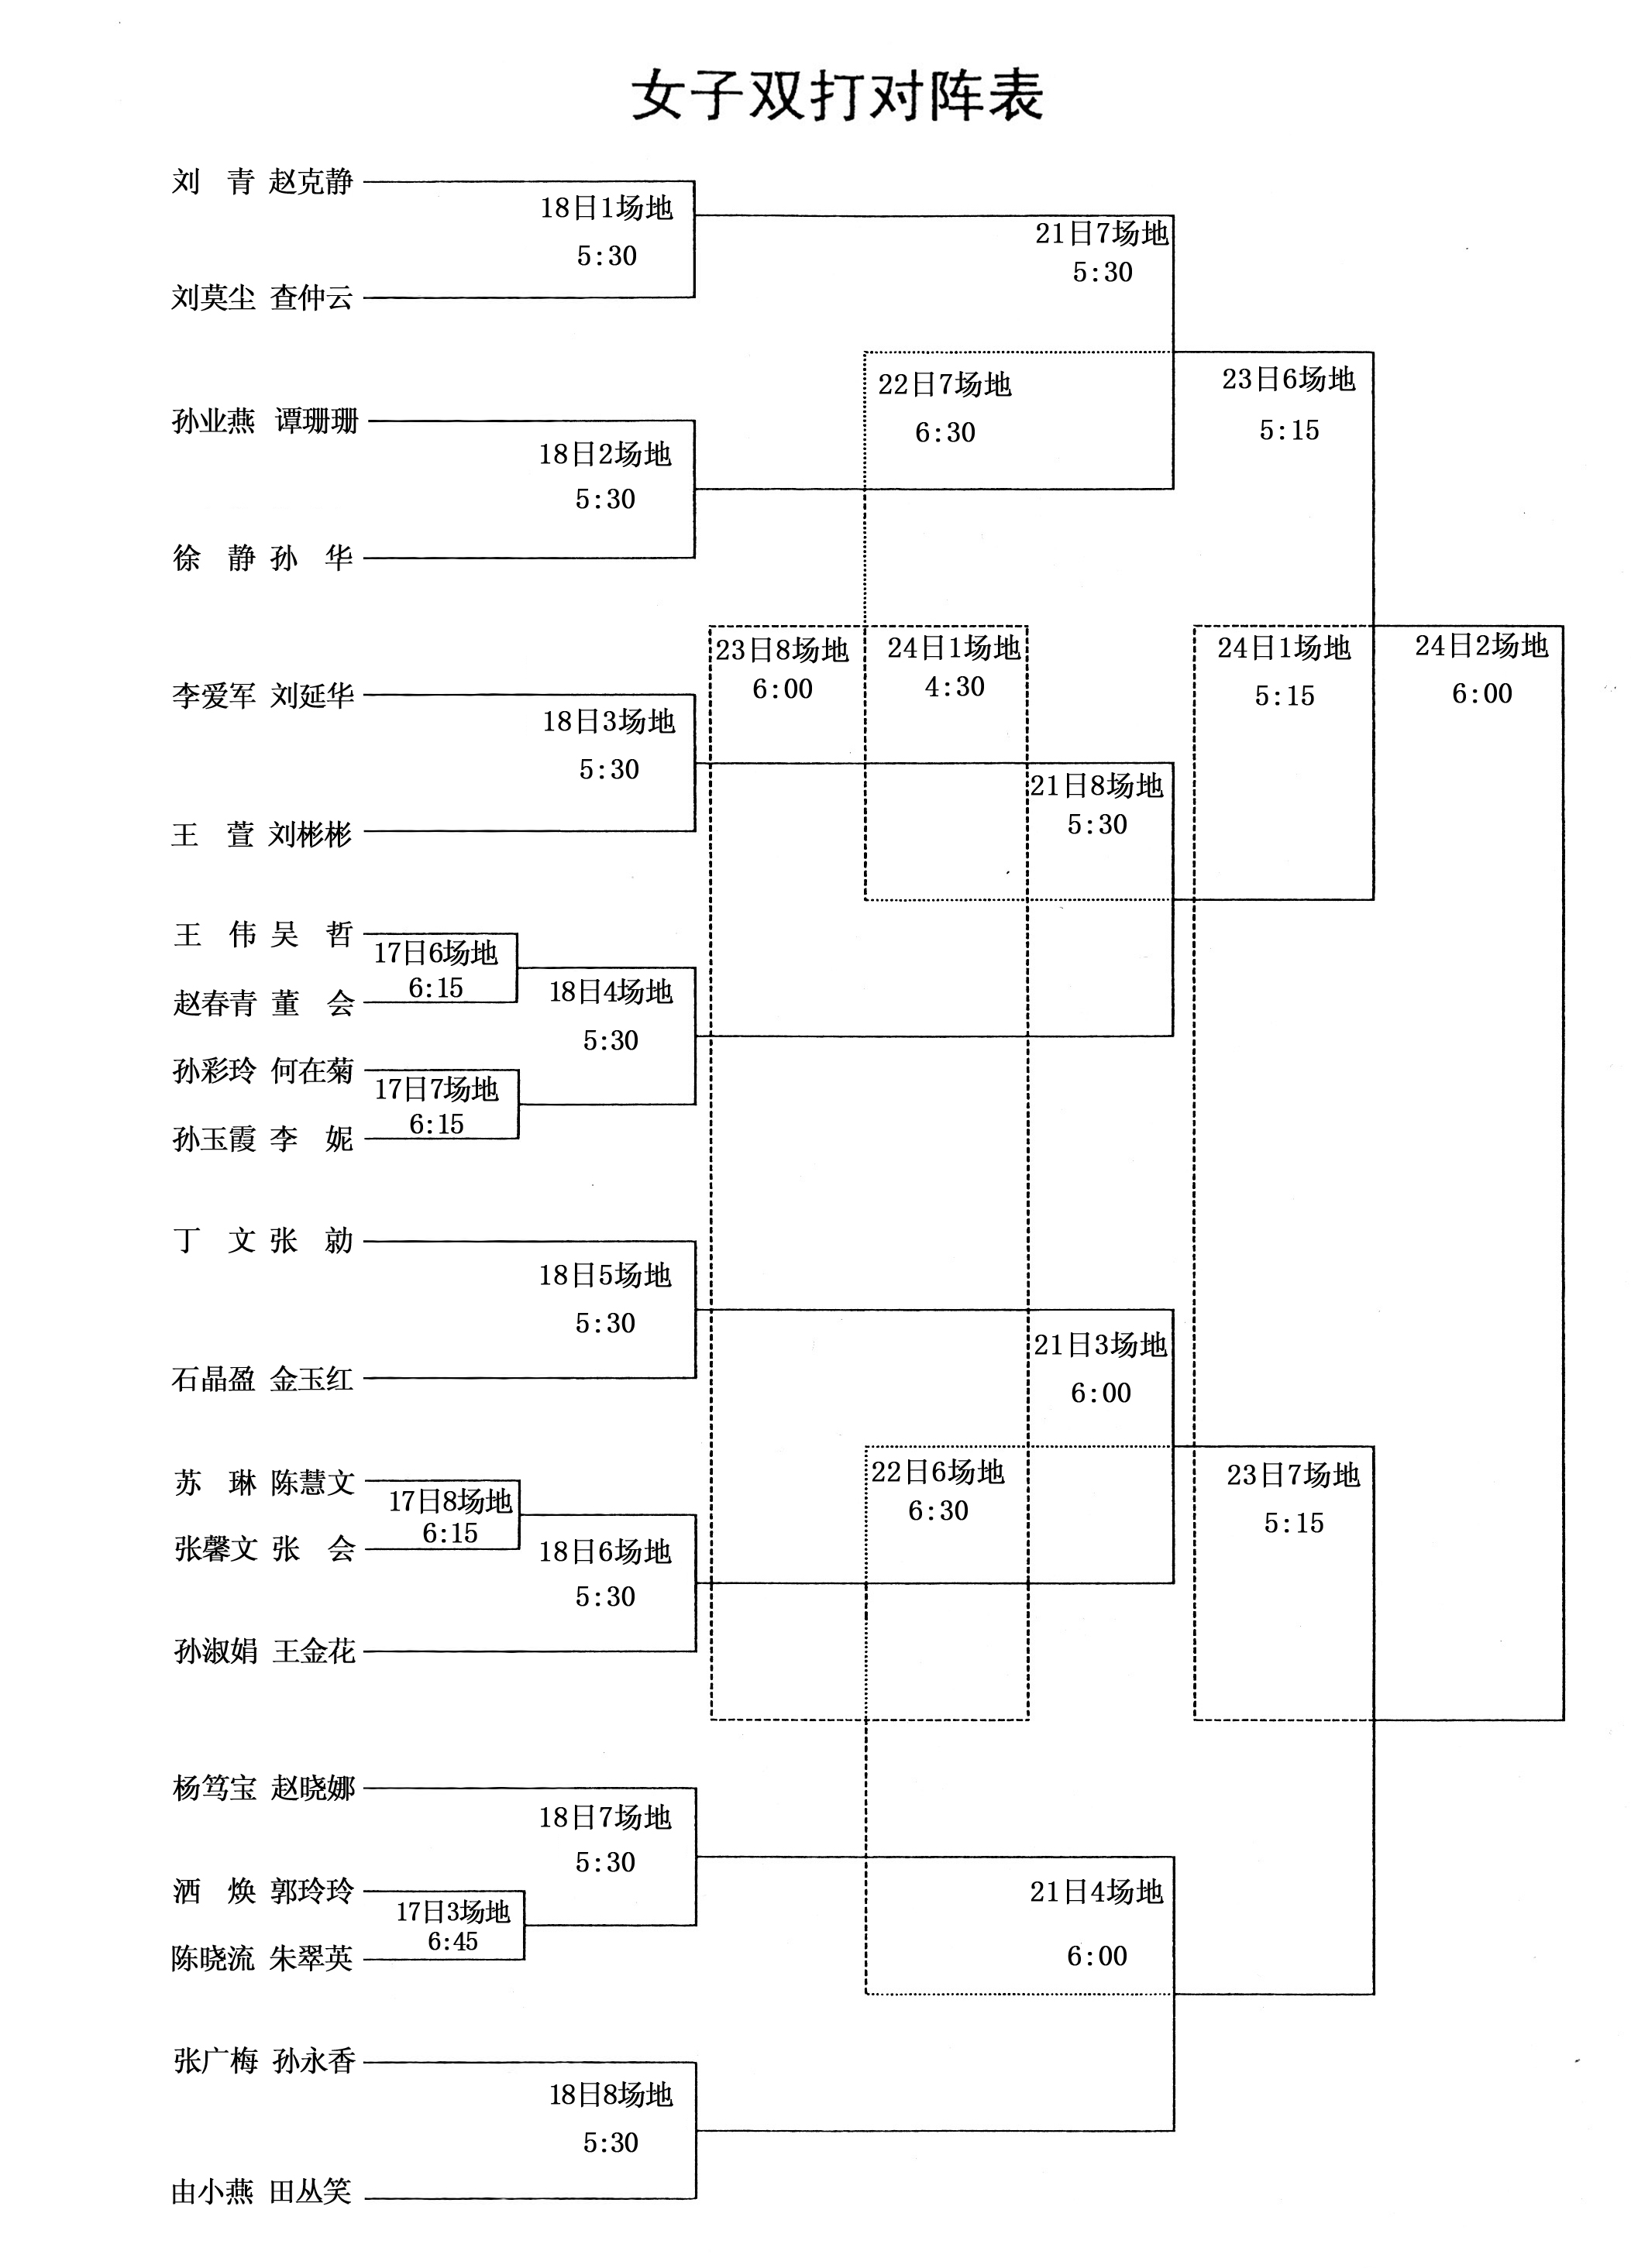 女子双打对阵表
刘 青 赵克静
18日1场地
5:30
21日7场地
5:30
刘莫尘 查仲云
22日7场地
6:30
23日6场地
5:15
孙业燕 谭珊珊
18日2场地
5:30
徐 静 孙 华
23日8场地
6:00
24日1场地
4:30
24日1场地
5:15
24日2场地
6:00
李爱军 刘延华
18日3场地
5:30
21日8场地
5:30
王 萱 刘彬彬
王 伟 吴 哲
17日6场地
6:15
赵春青 董 会
18日4场地
5:30
孙彩玲 何在菊
17日7场地
6:15
孙玉霞 李 妮
丁 文 张 勍
18日5场地
5:30
21日3场地
6:00
石晶盈 金玉红
22日6场地
6:30
23日7场地
5:15
苏 琳 陈慧文
17日8场地
6:15
张馨文 张 会
18日6场地
5:30
孙淑娟 王金花
杨笃宝 赵晓娜
18日7场地
5:30
洒 焕 郭玲玲
17日3场地
6:45
21日4场地
6:00
陈晓流 朱翠英
张广梅 孙永香
18日8场地
5:30
由小燕 田丛笑